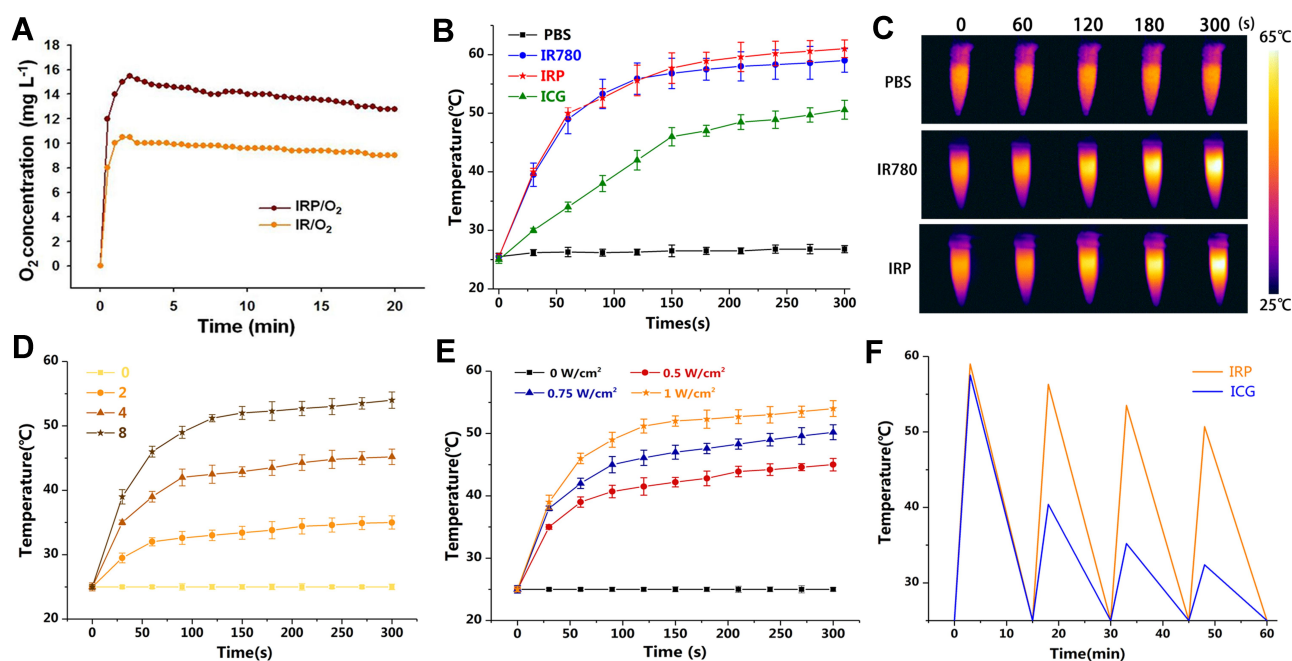 A
O₂ concentration (mg L⁻¹)
18
16
14
12
10
8
6
4
2
0
IRP/O₂
IR/O₂
0
5
10
15
20
Time (min)
B
Temperature(℃)
60
50
40
30
20
PBS
IR780
IRP
ICG
0
50
100
150
200
250
300
Times(s)
C
0 60 120 180 300 (s)
PBS
IR780
IRP
65℃
25℃
D
Temperature(℃)
60
50
40
30
20
0
2
4
8
0
50
100
150
200
250
300
Time(s)
E
Temperature(℃)
60
50
40
30
20
0 W/cm²
0.5 W/cm²
0.75 W/cm²
1 W/cm²
0
50
100
150
200
250
300
Time (s)
F
Temperature(℃)
60
50
40
30
IRP
ICG
0
10
20
30
40
50
60
Time(min)